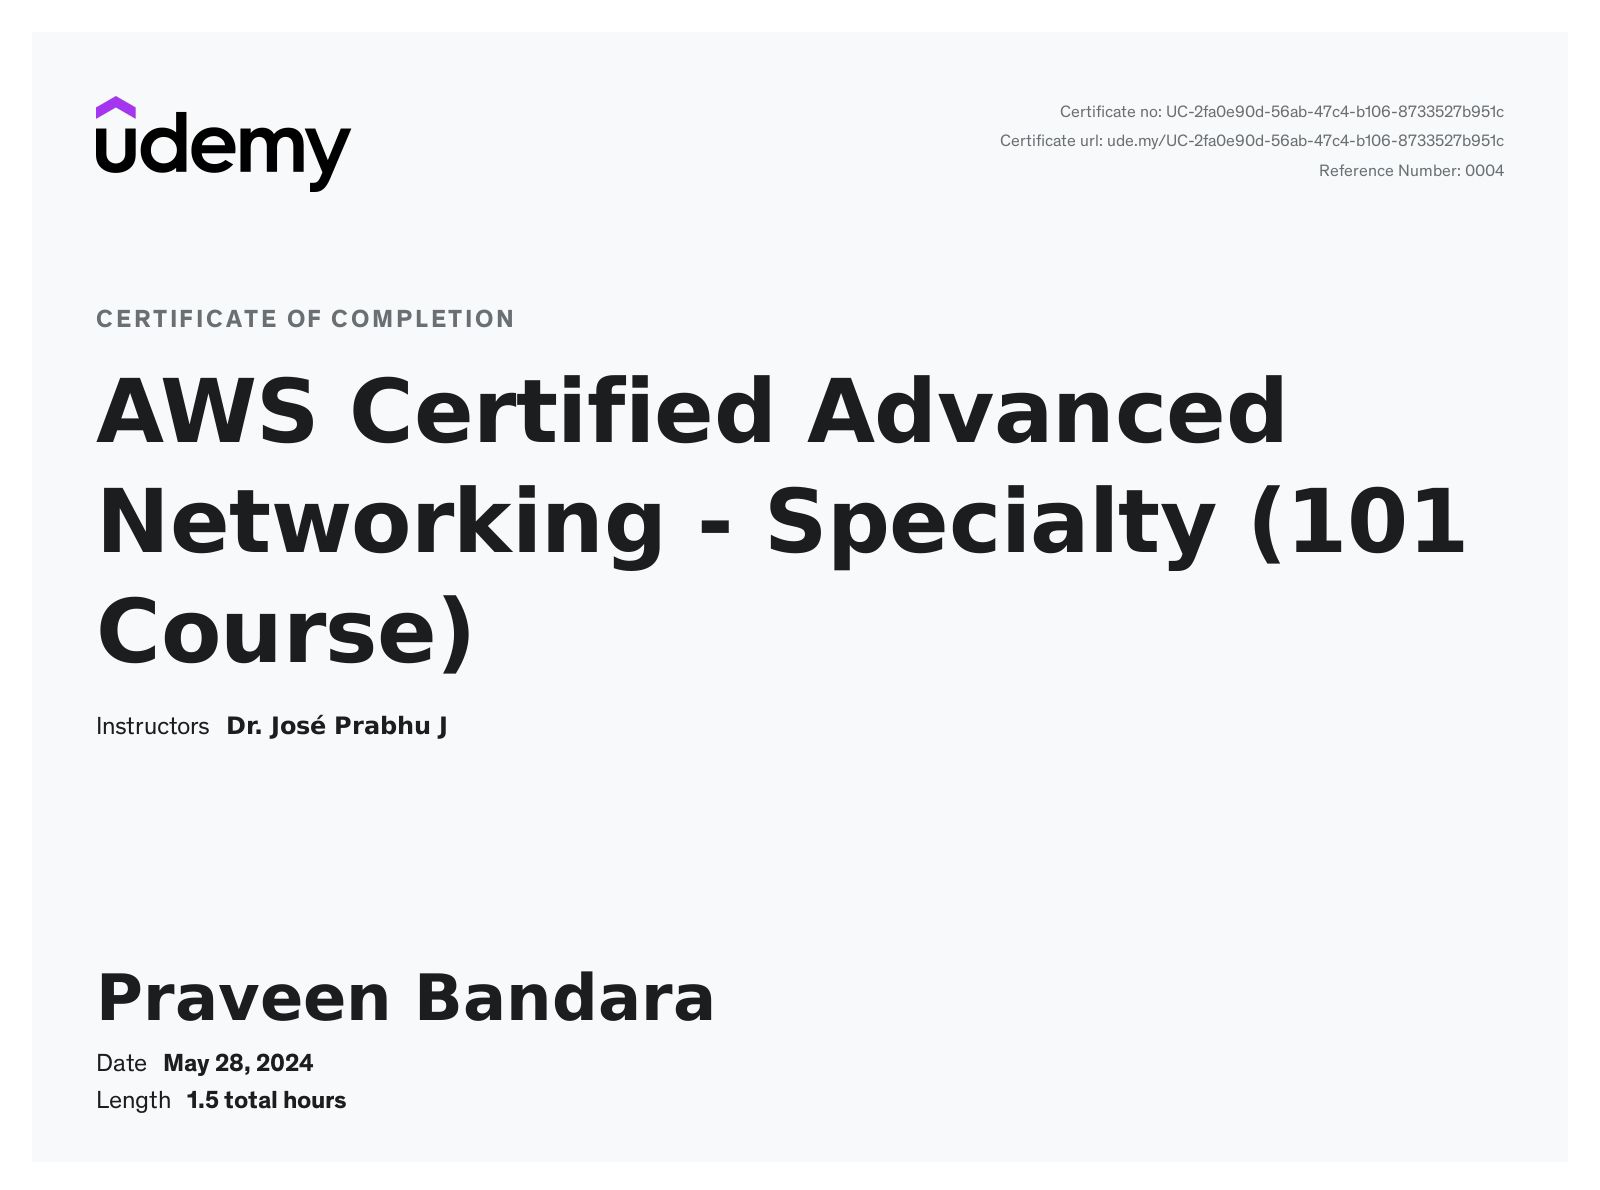 udemy
Certificate no: UC-2fa0e90d-56ab-47c4-b106-8733527b951c
Certificate url: ude.my/UC-2fa0e90d-56ab-47c4-b106-8733527b951c
Reference Number: 0004
CERTIFICATE OF COMPLETION
AWS Certified Advanced
Networking - Specialty (101
Course)
Instructors Dr. José Prabhu J
Praveen Bandara
Date May 28, 2024
Length 1.5 total hours